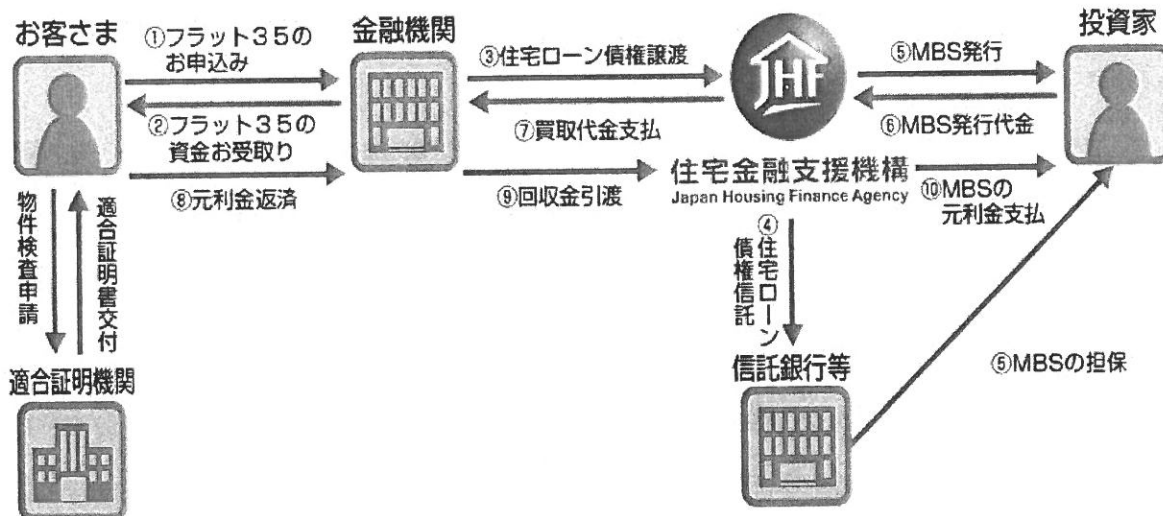 お客さま
①フラット35の
お申込み
金融機関
③住宅ローン債権譲渡
JHF
⑤MBS発行
投資家
②フラット35の
資金お受取り
⑦買取代金支払
⑥MBS発行代金
⑧元利金返済
⑨回収金引渡
住宅金融支援機構
Japan Housing Finance Agency
⑩MBSの
元利金支払
物件検査申請
適合証明書交付
④住宅ローン
債権信託
適合証明機関
信託銀行等
⑤MBSの担保